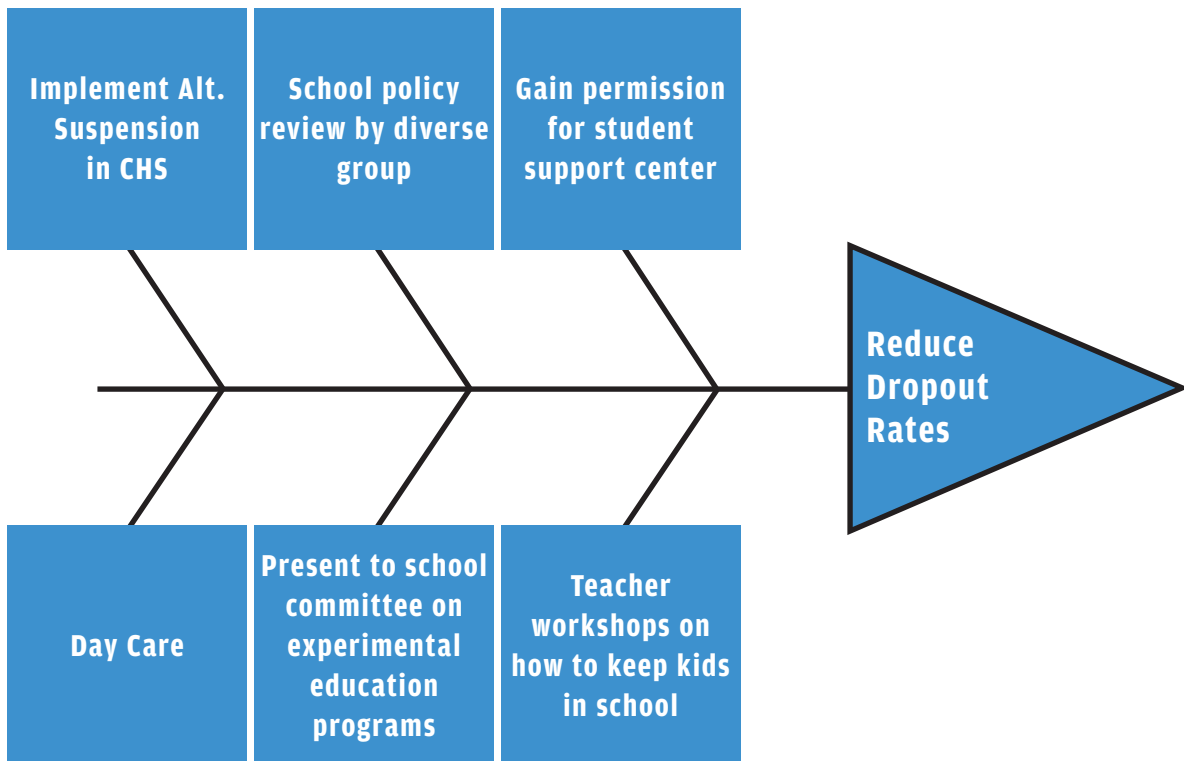 Implement Alt.
Suspension
in CHS
School policy
review by diverse
group
Gain permission
for student
support center
Reduce
Dropout
Rates
Day Care
Present to school
committee on
experimental
education
programs
Teacher
workshops on
how to keep kids
in school